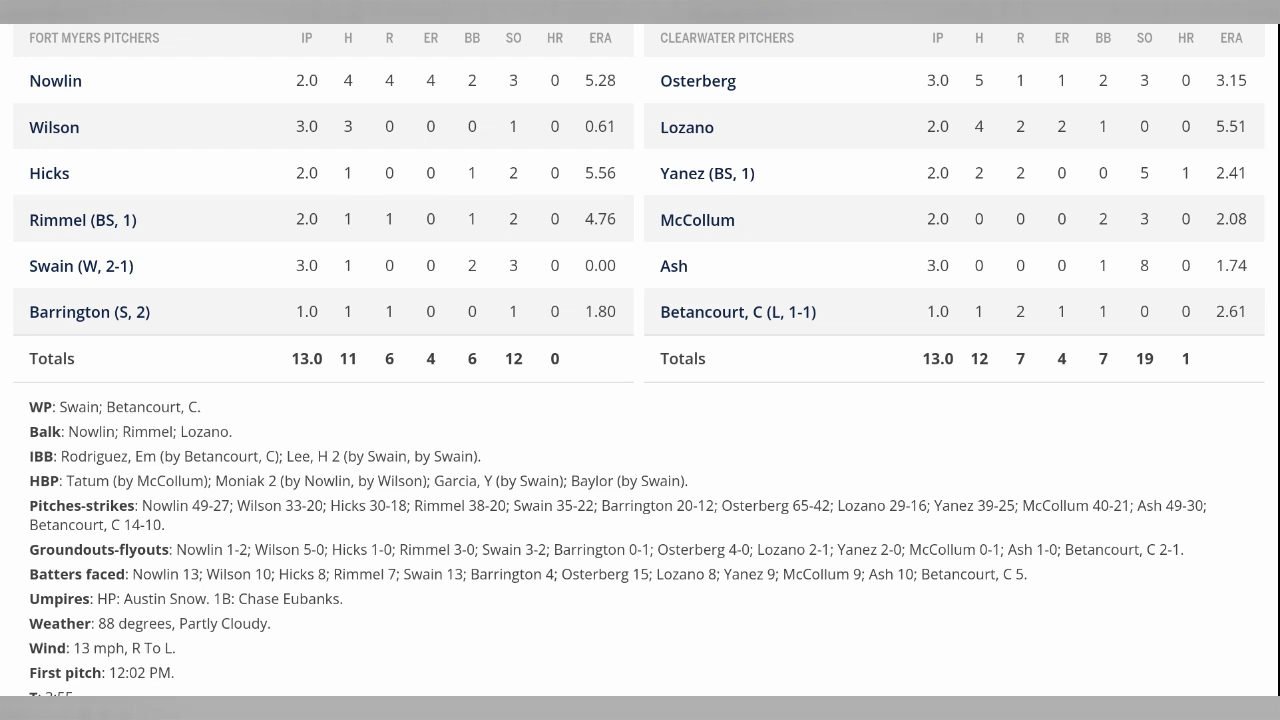 FORT MYERS PITCHERS IP H R ER BB SO HR ERA
Nowlin 2.0 4 4 4 2 3 0 5.28
Wilson 3.0 3 0 0 0 1 0 0.61
Hicks 2.0 1 0 0 1 2 0 5.56
Rimmel (BS, 1) 2.0 1 1 0 1 2 0 4.76
Swain (W, 2-1) 3.0 1 0 0 2 3 0 0.00
Barrington (S, 2) 1.0 1 1 0 0 1 0 1.80
Totals 13.0 11 6 4 6 12 0
CLEARWATER PITCHERS IP H R ER BB SO HR ERA
Osterberg 3.0 5 1 1 2 3 0 3.15
Lozano 2.0 4 2 2 1 0 0 5.51
Yanez (BS, 1) 2.0 2 2 0 0 5 1 2.41
McCollum 2.0 0 0 0 2 3 0 2.08
Ash 3.0 0 0 0 1 8 0 1.74
Betancourt, C (L, 1-1) 1.0 1 2 1 1 0 0 2.61
Totals 13.0 12 7 4 7 19 1
WP: Swain; Betancourt, C.
Balk: Nowlin; Rimmel; Lozano.
IBB: Rodriguez, Em (by Betancourt, C); Lee, H 2 (by Swain, by Swain).
HBP: Tatum (by McCollum); Moniak 2 (by Nowlin, by Wilson); Garcia, Y (by Swain); Baylor (by Swain).
Pitches-strikes: Nowlin 49-27; Wilson 33-20; Hicks 30-18; Rimmel 38-20; Swain 35-22; Barrington 20-12; Osterberg 65-42; Lozano 29-16; Yanez 39-25; McCollum 40-21; Ash 49-30;
Betancourt, C 14-10.
Groundouts-flyouts: Nowlin 1-2; Wilson 5-0; Hicks 1-0; Rimmel 3-0; Swain 3-2; Barrington 0-1; Osterberg 4-0; Lozano 2-1; Yanez 2-0; McCollum 0-1; Ash 1-0; Betancourt, C 2-1.
Batters faced: Nowlin 13; Wilson 10; Hicks 8; Rimmel 7; Swain 13; Barrington 4; Osterberg 15; Lozano 8; Yanez 9; McCollum 9; Ash 10; Betancourt, C 5.
Umpires: HP: Austin Snow. 1B: Chase Eubanks.
Weather: 88 degrees, Partly Cloudy.
Wind: 13 mph, R To L.
First pitch: 12:02 PM.